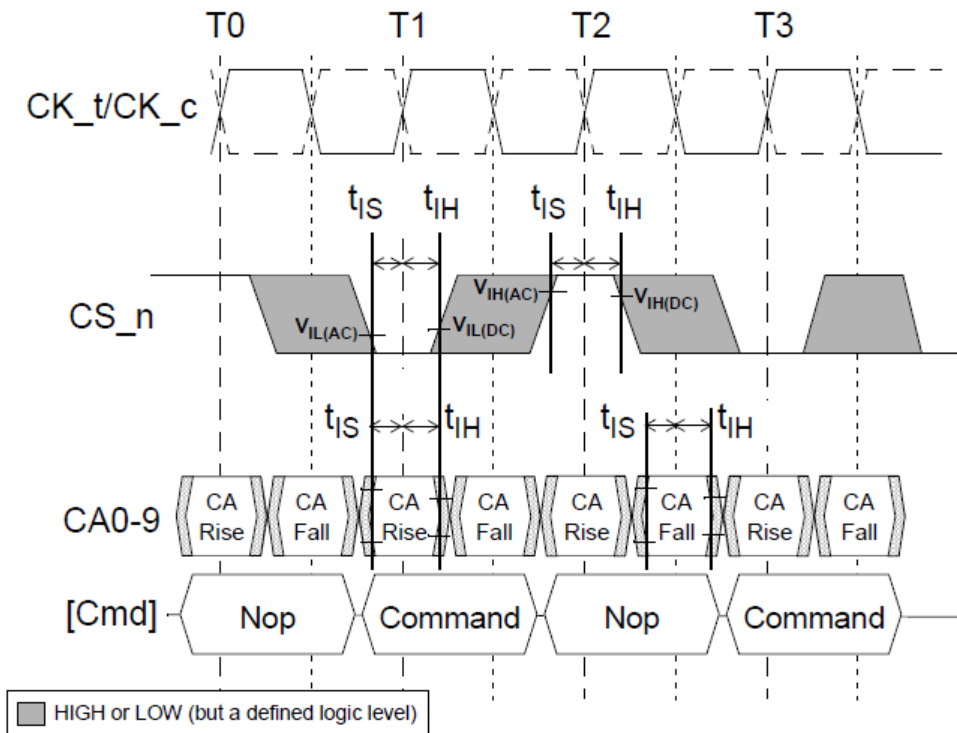 T0 T1 T2 T3
CK_t/CK_c
tIS tIH tIS tIH
VIH(AC) VIH(DC)
CS_n
VIL(AC) VIL(DC)
tIS tIH tIS tIH
CA0-9
CA Rise CA Fall CA Rise CA Fall CA Rise CA Fall CA Rise CA Fall
[Cmd] Nop Command Nop Command
HIGH or LOW (but a defined logic level)